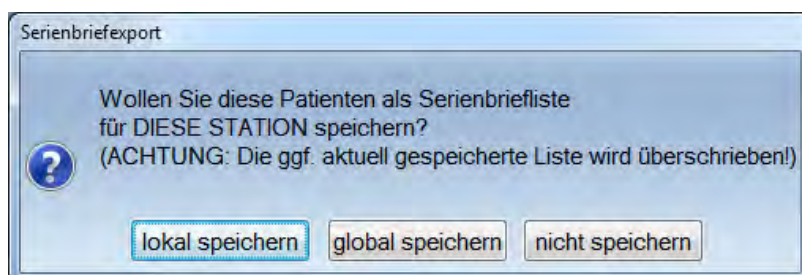 Serienbriefexport
Wollen Sie diese Patienten als Serienbriefliste
für DIESE STATION speichern?
(ACHTUNG: Die ggf. aktuell gespeicherte Liste wird überschrieben!)
lokal speichern global speichern nicht speichern